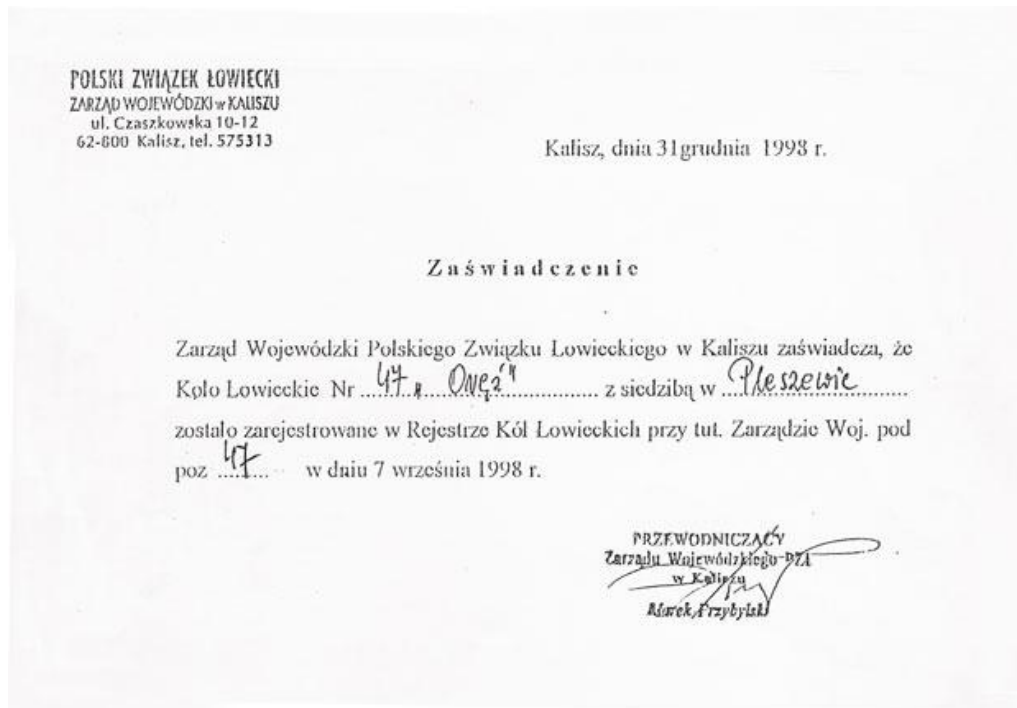 POLSKI ZWIĄZEK ŁOWIECKI
ZARZĄD WOJEWÓDZKI w KALISZU
ul. Czaszkowska 10-12
62-800 Kalisz, tel. 575313
Kalisz, dnia 31grudnia 1998 r.
Zaświadczenie
Zarząd Wojewódzki Polskiego Związku Łowieckiego w Kaliszu zaświadcza, że
Koło Łowieckie Nr 47 „ Oręż" z siedzibą w Pleszewie
zostało zarejestrowane w Rejestrze Kół Łowieckich przy tut. Zarządzie Woj. pod
poz 47 w dniu 7 września 1998 r.
PRZEWODNICZĄCY
Zarządu Wojewódzkiego PZŁ
w Kaliszu
Marek Przybylski